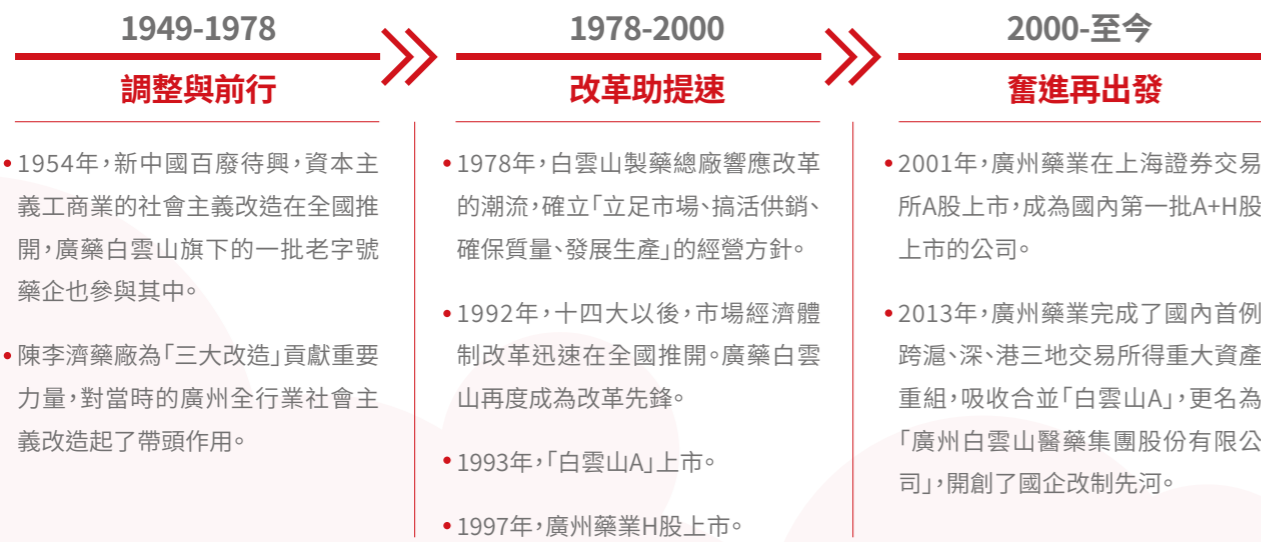 1949-1978
調整與前行
•1954年，新中國百廢待興，資本主
義工商業的社會主義改造在全國推
開，廣藥白雲山旗下的一批老字號
藥企也參與其中。
•陳李濟藥廠為「三大改造」貢獻重要
力量，對當時的廣州全行業社會主
義改造起了帶頭作用。
1978-2000
改革助提速
•1978年，白雲山製藥總廠響應改革
的潮流，確立「立足市場、搞活供銷、
確保質量、發展生產」的經營方針。
•1992年，十四大以後，市場經濟體
制改革迅速在全國推開。廣藥白雲
山再度成為改革先鋒。
•1993年，「白雲山A」上市。
•1997年，廣州藥業H股上市。
2000-至今
奮進再出發
•2001年，廣州藥業在上海證券交易
所A股上市，成為國內第一批A+H股
上市的公司。
•2013年，廣州藥業完成了國內首例
跨滬、深、港三地交易所得重大資產
重組，吸收合並「白雲山A」，更名為
「廣州白雲山醫藥集團股份有限公
司」，開創了國企改制先河。